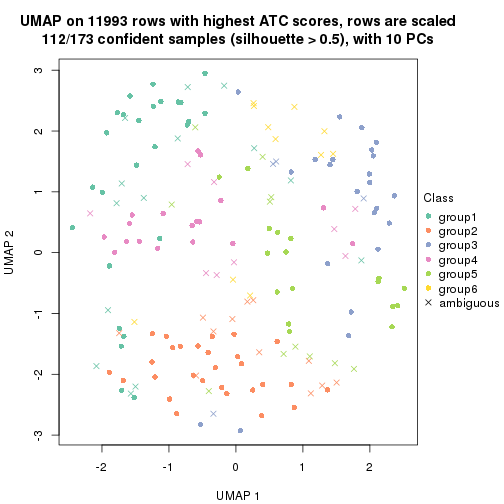 UMAP on 11993 rows with highest ATC scores, rows are scaled
112/173 confident samples (silhouette > 0.5), with 10 PCs
3
2
1
0
-1
-2
-3
UMAP 2
-2
-1
0
1
2
UMAP 1
Class
group1
group2
group3
group4
group5
group6
ambiguous